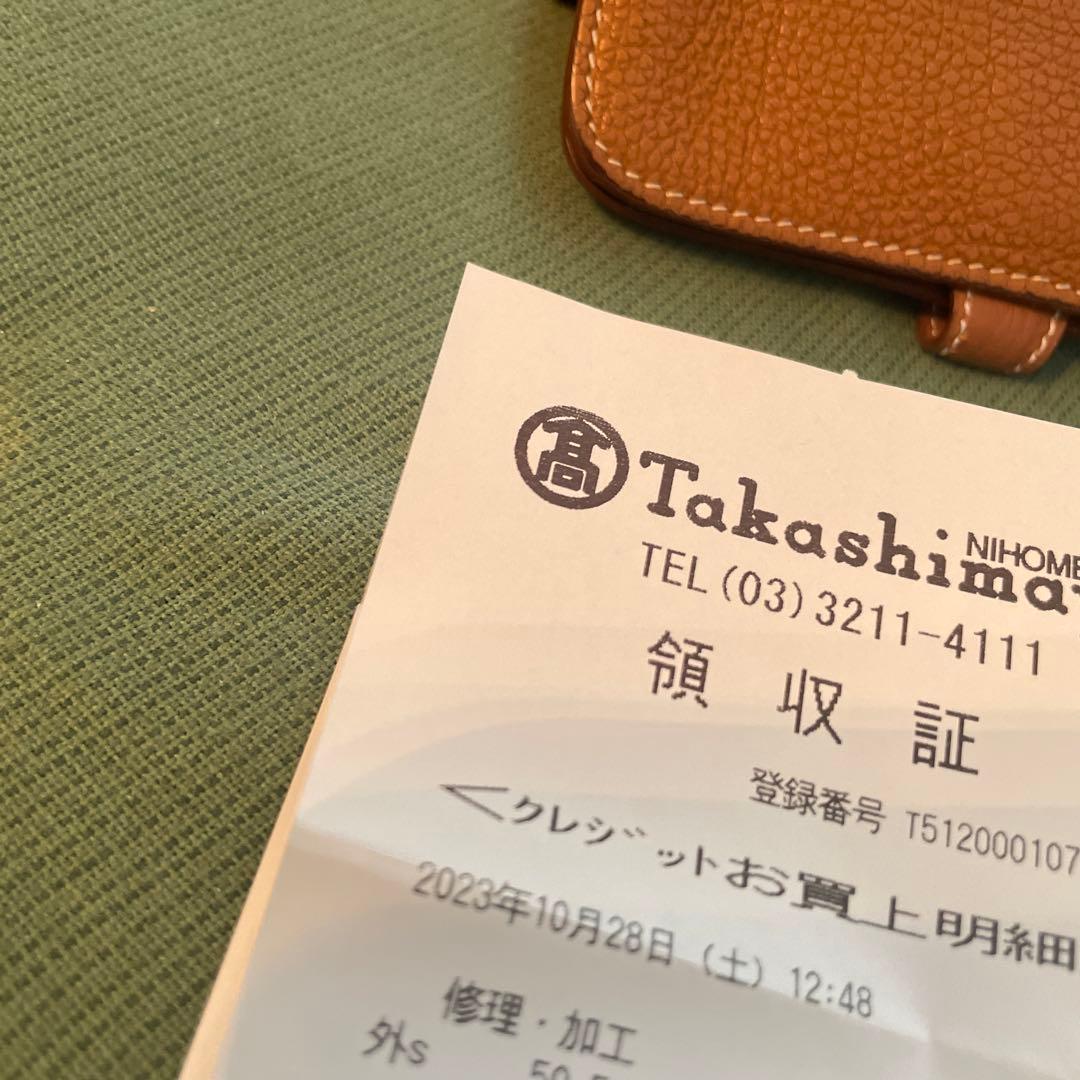 髙 Takashima
NIHOMB
TEL (03) 3211-4111
領収証
登録番号 T512000107
<クレジットお買上明細
2023年10月28日 (土) 12:48
修理・加工
外s